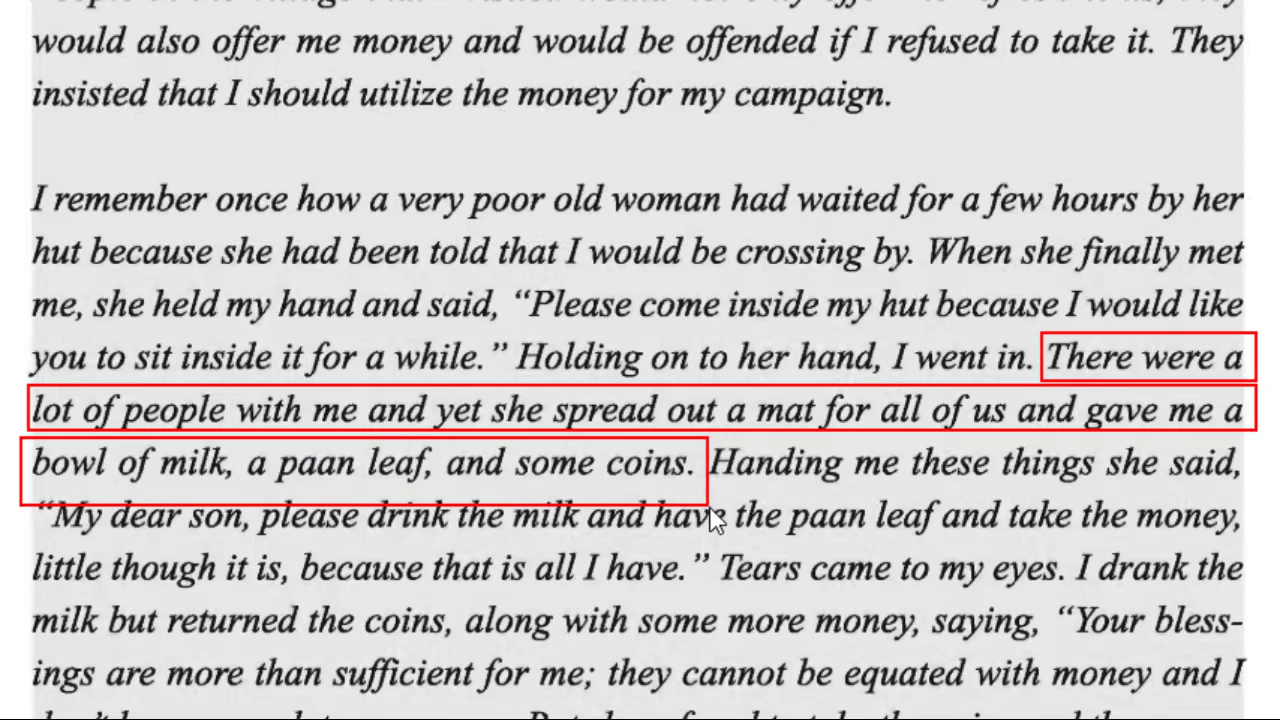 would also offer me money and would be offended if I refused to take it. They
insisted that I should utilize the money for my campaign.
I remember once how a very poor old woman had waited for a few hours by her
hut because she had been told that I would be crossing by. When she finally met
me, she held my hand and said, “Please come inside my hut because I would like
you to sit inside it for a while.” Holding on to her hand, I went in. There were a
lot of people with me and yet she spread out a mat for all of us and gave me a
bowl of milk, a paan leaf, and some coins. Handing me these things she said,
“My dear son, please drink the milk and have the paan leaf and take the money,
little though it is, because that is all I have.” Tears came to my eyes. I drank the
milk but returned the coins, along with some more money, saying, “Your bless-
ings are more than sufficient for me; they cannot be equated with money and I